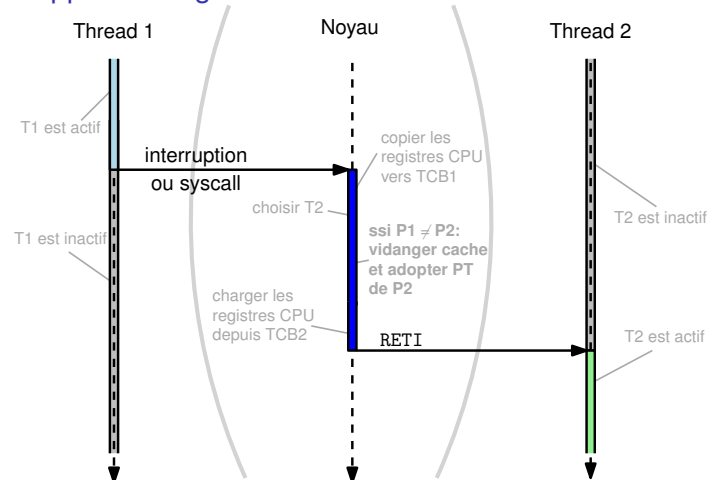 Thread 1
Noyau
Thread 2
T1 est actif
copier les
registres CPU
vers TCB1
interruption
ou syscall
choisir T2
T2 est inactif
ssi P1 ≠ P2:
vidanger cache
et adopter PT
de P2
T1 est inactif
charger les
registres CPU
depuis TCB2
RETI
T2 est actif